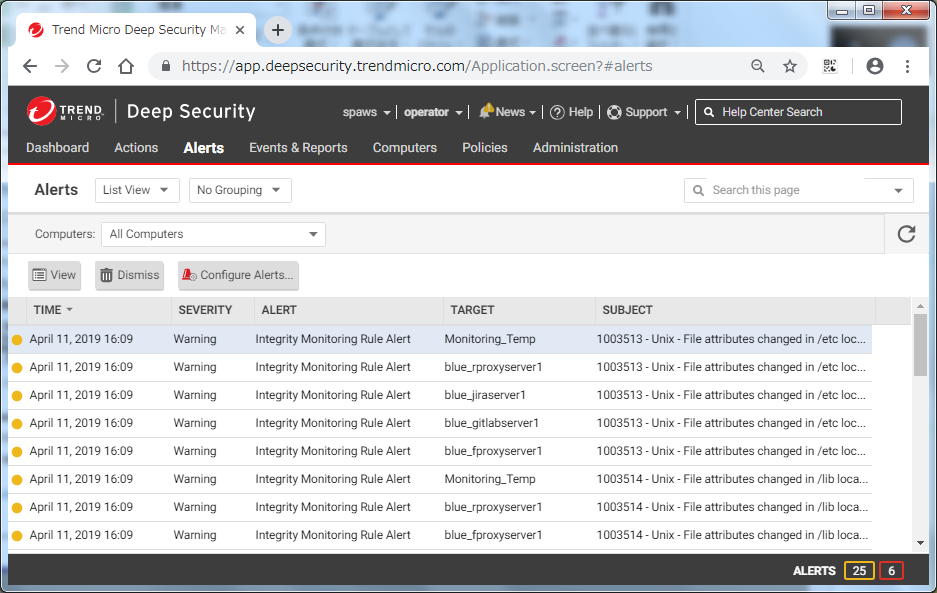 Trend Micro Deep Security Ma
https://app.deepsecurity.trendmicro.com/Application.screen?#alerts
TREND MICRO Deep Security spaws operator News Help Support Help Center Search
Dashboard Actions Alerts Events & Reports Computers Policies Administration
Alerts List View No Grouping Search this page
Computers: All Computers
View Dismiss Configure Alerts...
TIME SEVERITY ALERT TARGET SUBJECT
April 11, 2019 16:09 Warning Integrity Monitoring Rule Alert Monitoring_Temp 1003513 - Unix - File attributes changed in /etc loc...
April 11, 2019 16:09 Warning Integrity Monitoring Rule Alert blue_rproxyserver1 1003513 - Unix - File attributes changed in /etc loc...
April 11, 2019 16:09 Warning Integrity Monitoring Rule Alert blue_jiraserver1 1003513 - Unix - File attributes changed in /etc loc...
April 11, 2019 16:09 Warning Integrity Monitoring Rule Alert blue_gitlabserver1 1003513 - Unix - File attributes changed in /etc loc...
April 11, 2019 16:09 Warning Integrity Monitoring Rule Alert blue_fproxyserver1 1003513 - Unix - File attributes changed in /etc loc...
April 11, 2019 16:09 Warning Integrity Monitoring Rule Alert Monitoring_Temp 1003514 - Unix - File attributes changed in /lib loca...
April 11, 2019 16:09 Warning Integrity Monitoring Rule Alert blue_rproxyserver1 1003514 - Unix - File attributes changed in /lib loca...
April 11, 2019 16:09 Warning Integrity Monitoring Rule Alert blue_fproxyserver1 1003514 - Unix - File attributes changed in /lib loca...
ALERTS 25 6